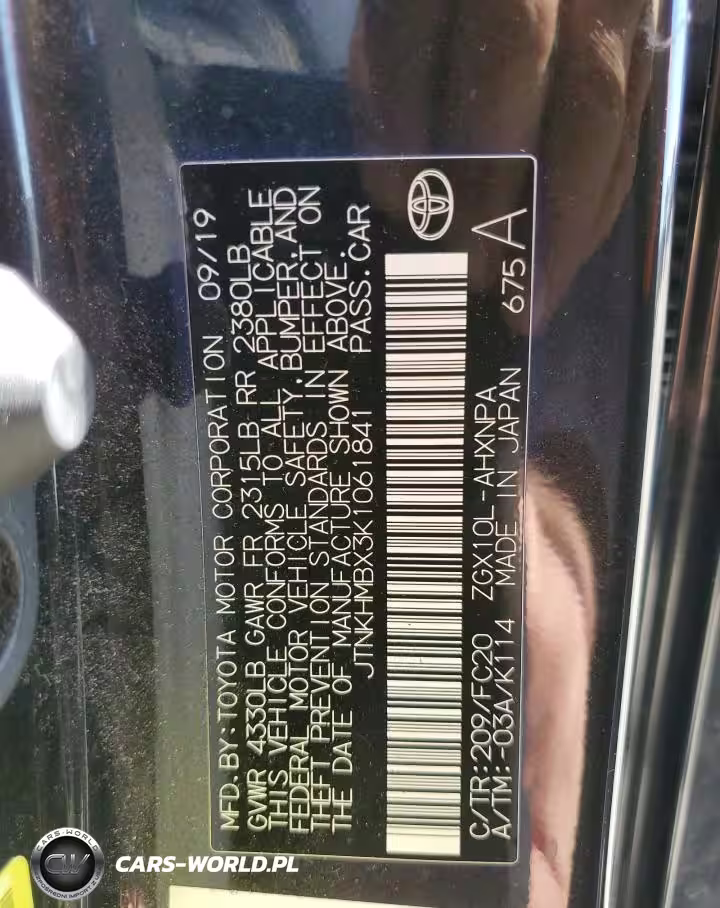 MFD.BY:TOYOTA MOTOR CORPORATION 09/19
GVWR 4330LB GAWR FR 2315LB RR 2380LB
THIS VEHICLE CONFORMS TO ALL APPLICABLE
FEDERAL MOTOR VEHICLE SAFETY,BUMPER,AND
THEFT PREVENTION STANDARDS IN EFFECT ON
THE DATE OF MANUFACTURE SHOWN ABOVE.
JTNKHMBX3K1061841 PASS.CAR
C/TR:209/FC20 ZGX10L-AHXNPA 675 A
A/TM:-03A/K114 MADE IN JAPAN
CARS-WORLD.PL